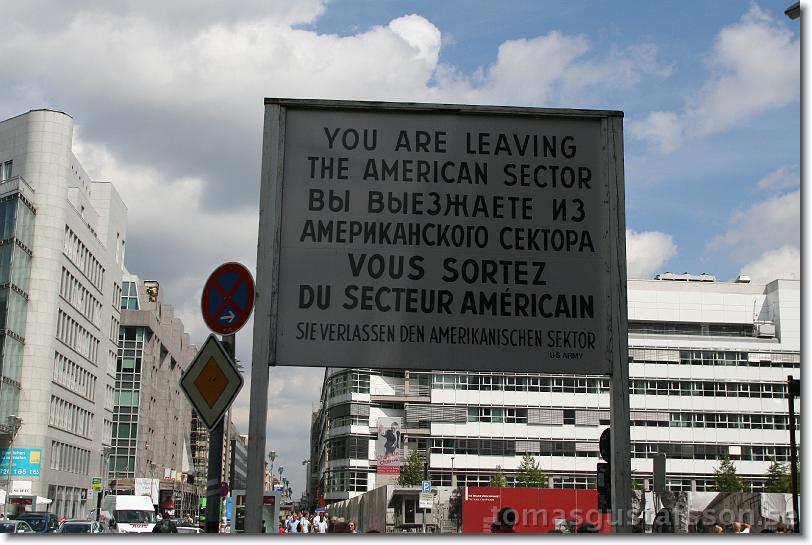 YOU ARE LEAVING
THE AMERICAN SECTOR
ВЫ ВЫЕЗЖАЕТЕ ИЗ
АМЕРИКАНСКОГО СЕКТОРА
VOUS SORTEZ
DU SECTEUR AMÉRICAIN
SIE VERLASSEN DEN AMERIKANISCHEN SEKTOR
US ARMY
P
tomasgustafsson.se